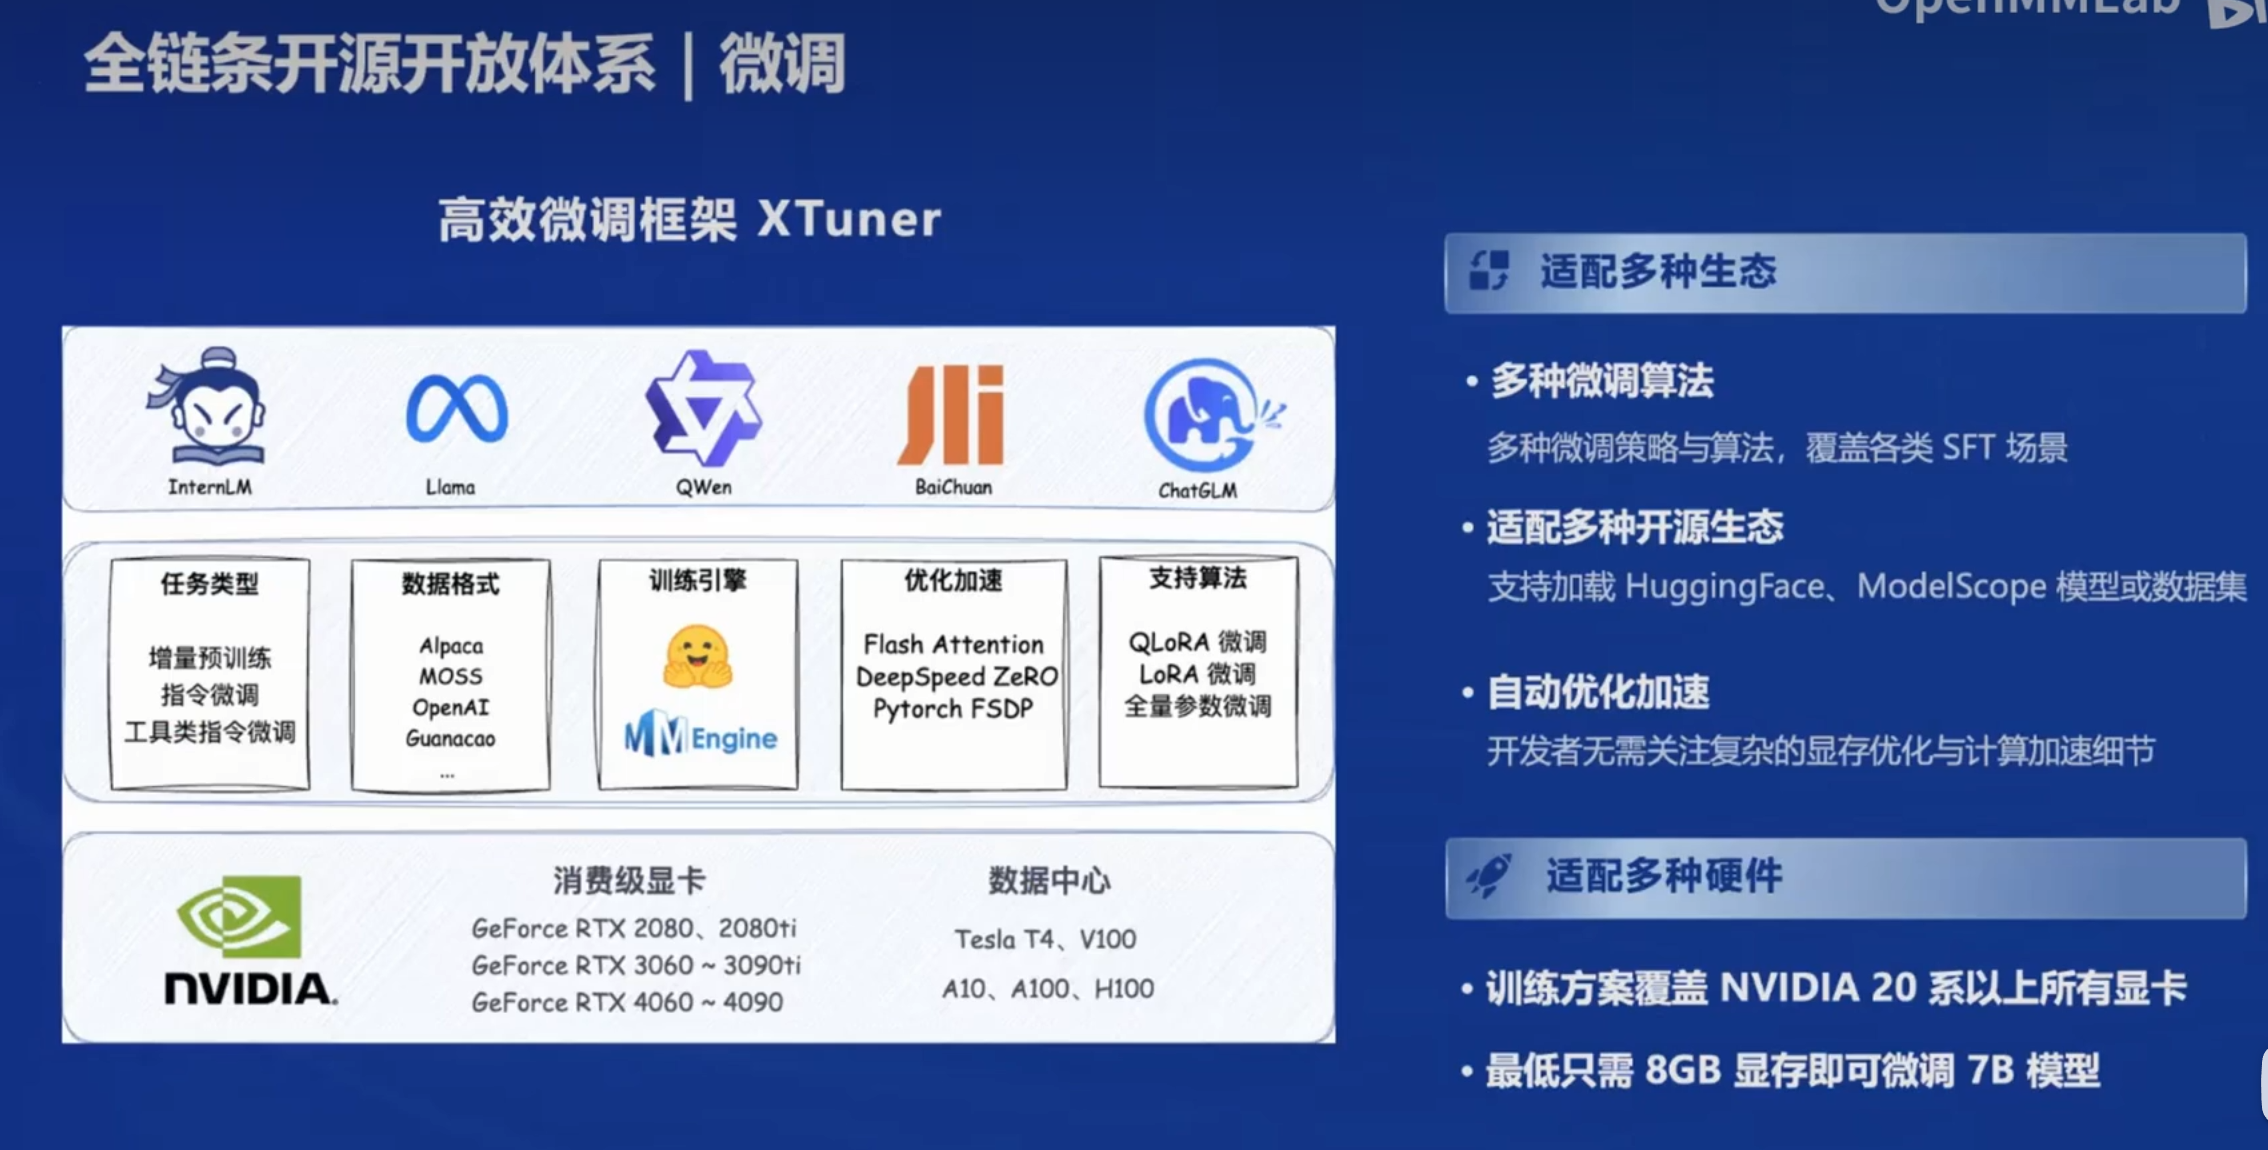 OpenMMLab
全链条开源开放体系 | 微调
高效微调框架 XTuner
InternLM
Llama
QWen
BaiChuan
ChatGLM
任务类型
增量预训练
指令微调
工具类指令微调
数据格式
Alpaca
MOSS
OpenAI
Guanacao
...
训练引擎
MMEngine
优化加速
Flash Attention
DeepSpeed ZeRO
Pytorch FSDP
支持算法
QLoRA 微调
LoRA 微调
全量参数微调
NVIDIA.
消费级显卡
GeForce RTX 2080、2080ti
GeForce RTX 3060 ~ 3090ti
GeForce RTX 4060 ~ 4090
数据中心
Tesla T4、V100
A10、A100、H100
适配多种生态
• 多种微调算法
多种微调策略与算法，覆盖各类 SFT 场景
• 适配多种开源生态
支持加载 HuggingFace、ModelScope 模型或数据集
• 自动优化加速
开发者无需关注复杂的显存优化与计算加速细节
适配多种硬件
• 训练方案覆盖 NVIDIA 20 系以上所有显卡
• 最低只需 8GB 显存即可微调 7B 模型